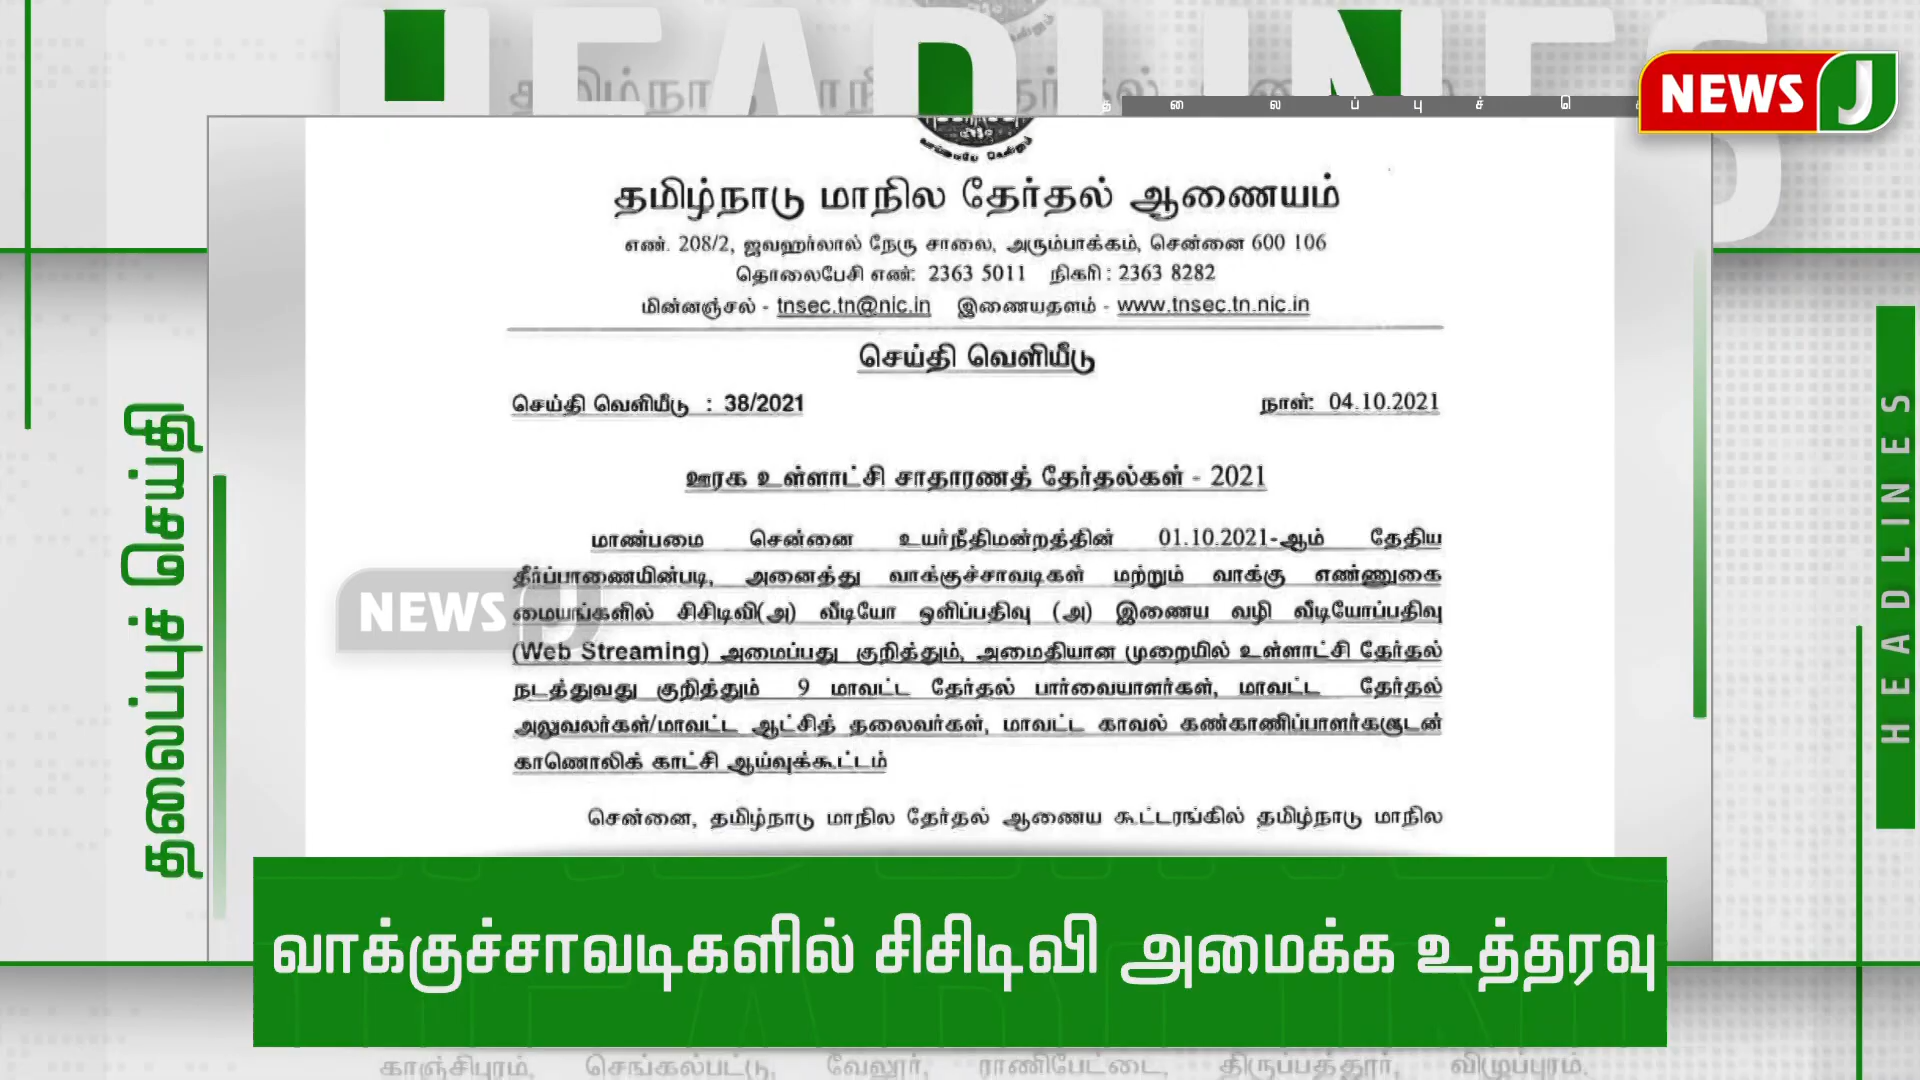 HEADLINES
NEWS J
தமிழ்நாடு மாநில தேர்தல் ஆணையம்
எண். 208/2, ஜவஹர்லால் நேரு சாலை, அரும்பாக்கம், சென்னை 600 106
தொலைபேசி எண்: 2363 5011 நிகரி : 2363 8282
மின்னஞ்சல் - tnsec.tn@nic.in இணையதளம் - www.tnsec.tn.nic.in
செய்தி வெளியீடு
செய்தி வெளியீடு : 38/2021 நாள்: 04.10.2021
ஊரக உள்ளாட்சி சாதாரணத் தேர்தல்கள் - 2021
மாண்பமை சென்னை உயர்நீதிமன்றத்தின் 01.10.2021-ஆம் தேதிய
தீர்ப்பாணையின்படி, அனைத்து வாக்குச்சாவடிகள் மற்றும் வாக்கு எண்ணுகை
மையங்களில் சிசிடிவி(அ) வீடியோ ஒளிப்பதிவு (அ) இணைய வழி வீடியோப்பதிவு
(Web Streaming) அமைப்பது குறித்தும், அமைதியான முறையில் உள்ளாட்சி தேர்தல்
நடத்துவது குறித்தும் 9 மாவட்ட தேர்தல் பார்வையாளர்கள், மாவட்ட தேர்தல்
அலுவலர்கள்/மாவட்ட ஆட்சித் தலைவர்கள், மாவட்ட காவல் கண்காணிப்பாளர்களுடன்
காணொலிக் காட்சி ஆய்வுக்கூட்டம்
சென்னை, தமிழ்நாடு மாநில தேர்தல் ஆணைய கூட்டரங்கில் தமிழ்நாடு மாநில
NEWS J
தலைப்புச் செய்தி
HEADLINES
வாக்குச்சாவடிகளில் சிசிடிவி அமைக்க உத்தரவு
காஞ்சிபுரம், செங்கல்பட்டு, வேலூர், ராணிபேட்டை, திருப்பத்தூர், விழுப்புரம்,